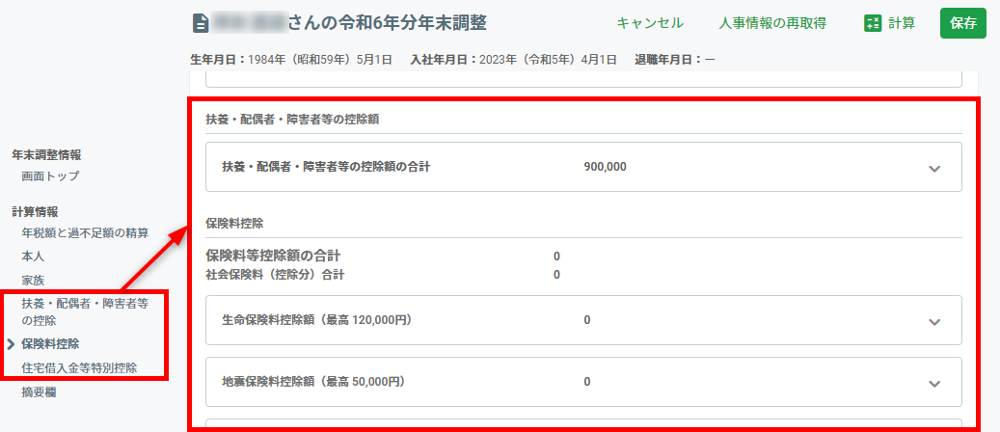 さんの令和6年分年末調整
キャンセル
人事情報の再取得
計算
保存
生年月日：1984年（昭和59年）5月1日 入社年月日：2023年（令和5年）4月1日 退職年月日：―
年末調整情報
画面トップ
計算情報
年税額と過不足額の精算
本人
家族
扶養・配偶者・障害者等
の控除
保険料控除
住宅借入金等特別控除
摘要欄
扶養・配偶者・障害者等の控除額
扶養・配偶者・障害者等の控除額の合計 900,000
保険料控除
保険料等控除額の合計 0
社会保険料（控除分）合計 0
生命保険料控除額（最高 120,000円） 0
地震保険料控除額（最高 50,000円） 0